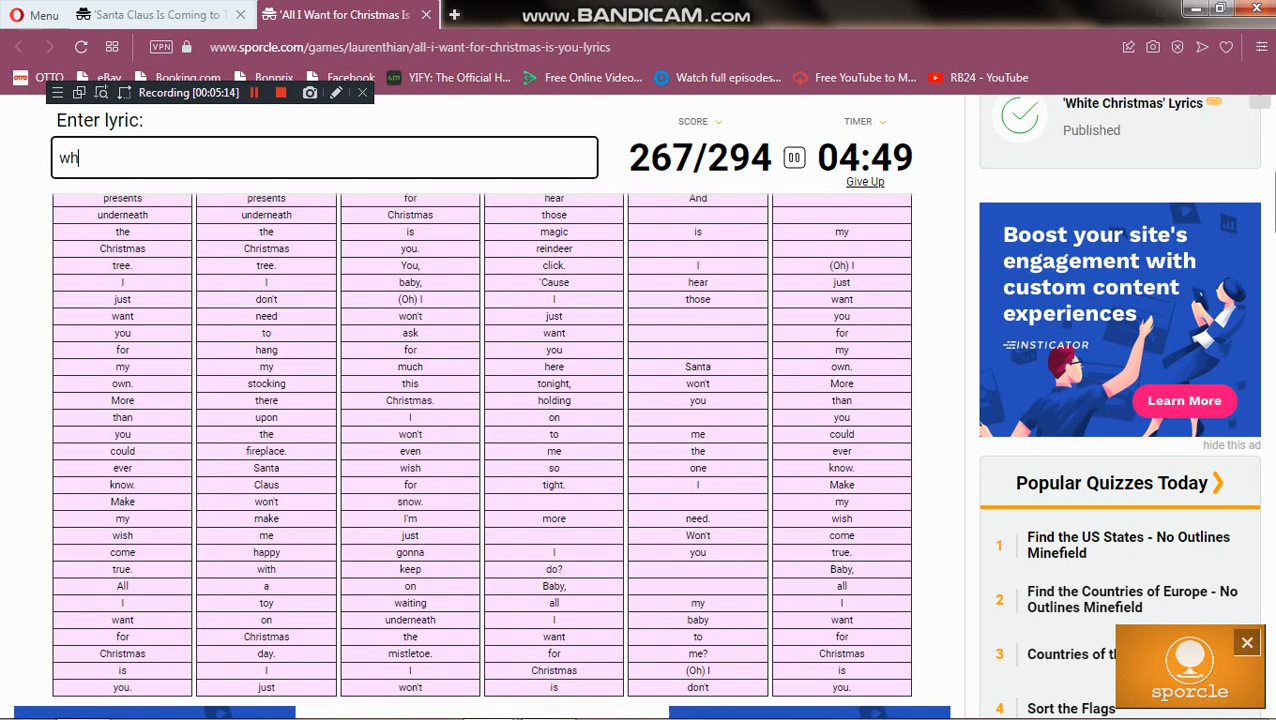 Menu
'Santa Claus Is Coming to T
'All I Want for Christmas Is
www.BANDICAM.com
VPN
www.sporcle.com/games/laurenthian/all-i-want-for-christmas-is-you-lyrics
OTTO
eBay
Booking.com
Bonprix
Facebook
YIFY: The Official H...
Free Online Video...
Watch full episodes...
Free YouTube to M...
RB24 - YouTube
Recording [00:05:14]
Enter lyric:
wh
SCORE
267/294
TIMER
04:49
Give Up
presents presents for hear And
underneath underneath Christmas those
the the is magic is my
Christmas Christmas you. reindeer
tree. tree. You, click. I (Oh) I
I I baby, 'Cause hear just
just don't (Oh) I I those want
want need won't just you
you to ask want for
for hang for you my
my my much here Santa own.
own. stocking this tonight, won't More
More there Christmas. holding you than
than upon I on you
you the won't to me could
could fireplace. even me the ever
ever Santa wish so one know.
know. Claus for tight. I Make
Make won't snow. my
my make I'm more need. wish
wish me just Won't come
come happy gonna I you true.
true. with keep do? Baby,
All a on Baby, all
I toy waiting all my I
want on underneath I baby want
for Christmas the want to for
Christmas day. mistletoe. for me? Christmas
is I I Christmas (Oh) I is
you. just won't is don't you.
'White Christmas' Lyrics
Published
Boost your site's
engagement with
custom content
experiences
INSTICATOR
Learn More
hide this ad
Popular Quizzes Today
1 Find the US States - No Outlines
Minefield
2 Find the Countries of Europe - No
Outlines Minefield
3 Countries of th
4 Sort the Flags
sporcle